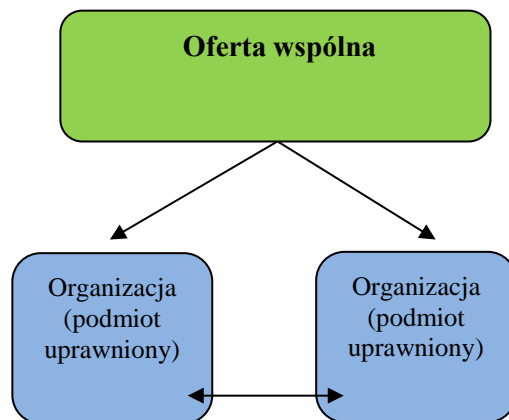 Oferta wspólna
Organizacja
(podmiot
uprawniony)
Organizacja
(podmiot
uprawniony)